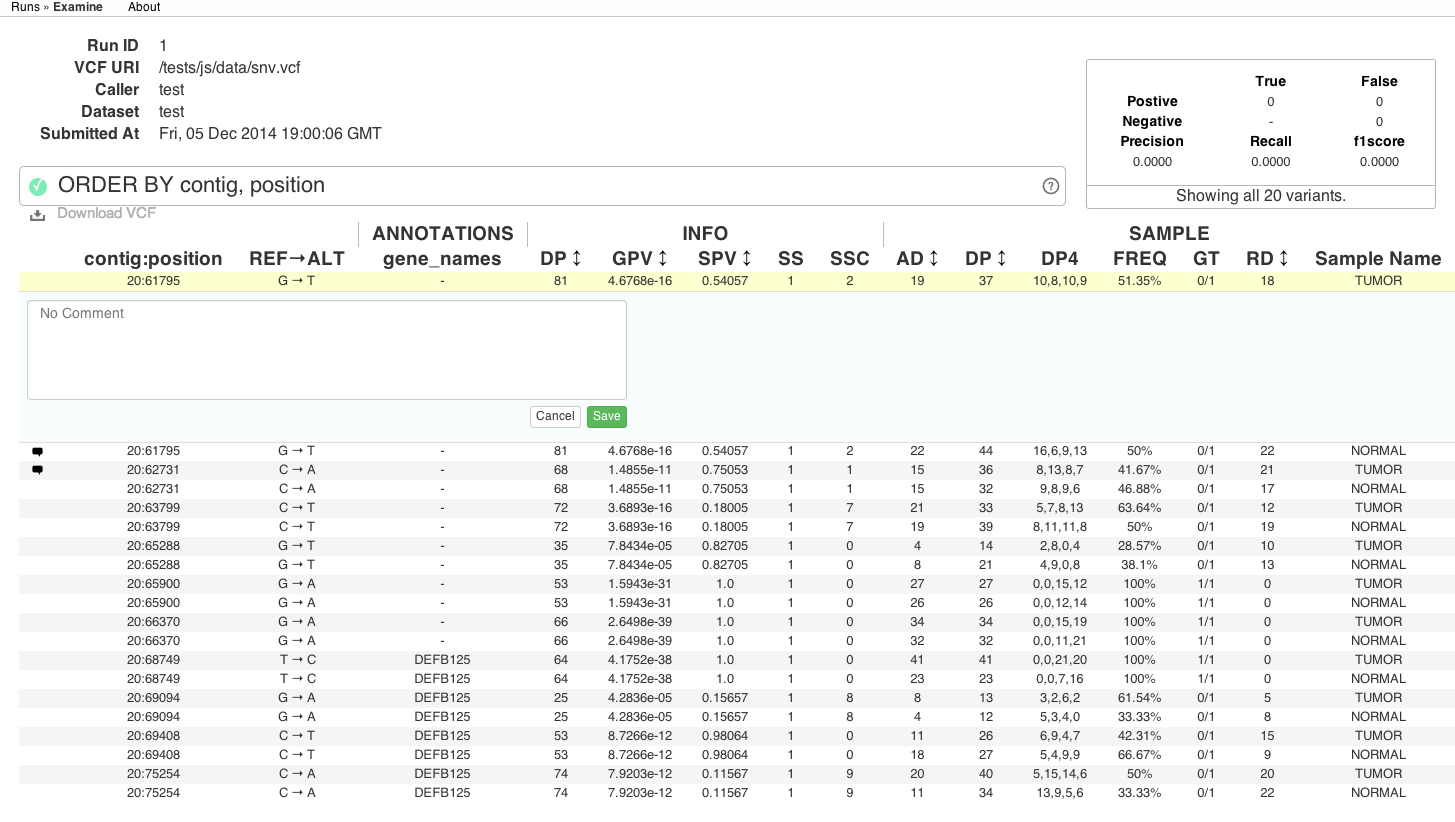 Runs » Examine About
Run ID 1
VCF URI /tests/js/data/snv.vcf
Caller test
Dataset test
Submitted At Fri, 05 Dec 2014 19:00:06 GMT
True False
Postive 0 0
Negative - 0
Precision Recall f1score
0.0000 0.0000 0.0000
Showing all 20 variants.
ORDER BY contig, position ?
Download VCF
ANNOTATIONS INFO SAMPLE
contig:position REF→ALT gene_names DP ↕ GPV ↕ SPV ↕ SS SSC AD ↕ DP ↕ DP4 FREQ GT RD ↕ Sample Name
20:61795 G → T - 81 4.6768e-16 0.54057 1 2 19 37 10,8,10,9 51.35% 0/1 18 TUMOR
No Comment
Cancel Save
20:61795 G → T - 81 4.6768e-16 0.54057 1 2 22 44 16,6,9,13 50% 0/1 22 NORMAL
20:62731 C → A - 68 1.4855e-11 0.75053 1 1 15 36 8,13,8,7 41.67% 0/1 21 TUMOR
20:62731 C → A - 68 1.4855e-11 0.75053 1 1 15 32 9,8,9,6 46.88% 0/1 17 NORMAL
20:63799 C → T - 72 3.6893e-16 0.18005 1 7 21 33 5,7,8,13 63.64% 0/1 12 TUMOR
20:63799 C → T - 72 3.6893e-16 0.18005 1 7 19 39 8,11,11,8 50% 0/1 19 NORMAL
20:65288 G → T - 35 7.8434e-05 0.82705 1 0 4 14 2,8,0,4 28.57% 0/1 10 TUMOR
20:65288 G → T - 35 7.8434e-05 0.82705 1 0 8 21 4,9,0,8 38.1% 0/1 13 NORMAL
20:65900 G → A - 53 1.5943e-31 1.0 1 0 27 27 0,0,15,12 100% 1/1 0 TUMOR
20:65900 G → A - 53 1.5943e-31 1.0 1 0 26 26 0,0,12,14 100% 1/1 0 NORMAL
20:66370 G → A - 66 2.6498e-39 1.0 1 0 34 34 0,0,15,19 100% 1/1 0 TUMOR
20:66370 G → A - 66 2.6498e-39 1.0 1 0 32 32 0,0,11,21 100% 1/1 0 NORMAL
20:68749 T → C DEFB125 64 4.1752e-38 1.0 1 0 41 41 0,0,21,20 100% 1/1 0 TUMOR
20:68749 T → C DEFB125 64 4.1752e-38 1.0 1 0 23 23 0,0,7,16 100% 1/1 0 NORMAL
20:69094 G → A DEFB125 25 4.2836e-05 0.15657 1 8 8 13 3,2,6,2 61.54% 0/1 5 TUMOR
20:69094 G → A DEFB125 25 4.2836e-05 0.15657 1 8 4 12 5,3,4,0 33.33% 0/1 8 NORMAL
20:69408 C → T DEFB125 53 8.7266e-12 0.98064 1 0 11 26 6,9,4,7 42.31% 0/1 15 TUMOR
20:69408 C → T DEFB125 53 8.7266e-12 0.98064 1 0 18 27 5,4,9,9 66.67% 0/1 9 NORMAL
20:75254 C → A DEFB125 74 7.9203e-12 0.11567 1 9 20 40 5,15,14,6 50% 0/1 20 TUMOR
20:75254 C → A DEFB125 74 7.9203e-12 0.11567 1 9 11 34 13,9,5,6 33.33% 0/1 22 NORMAL